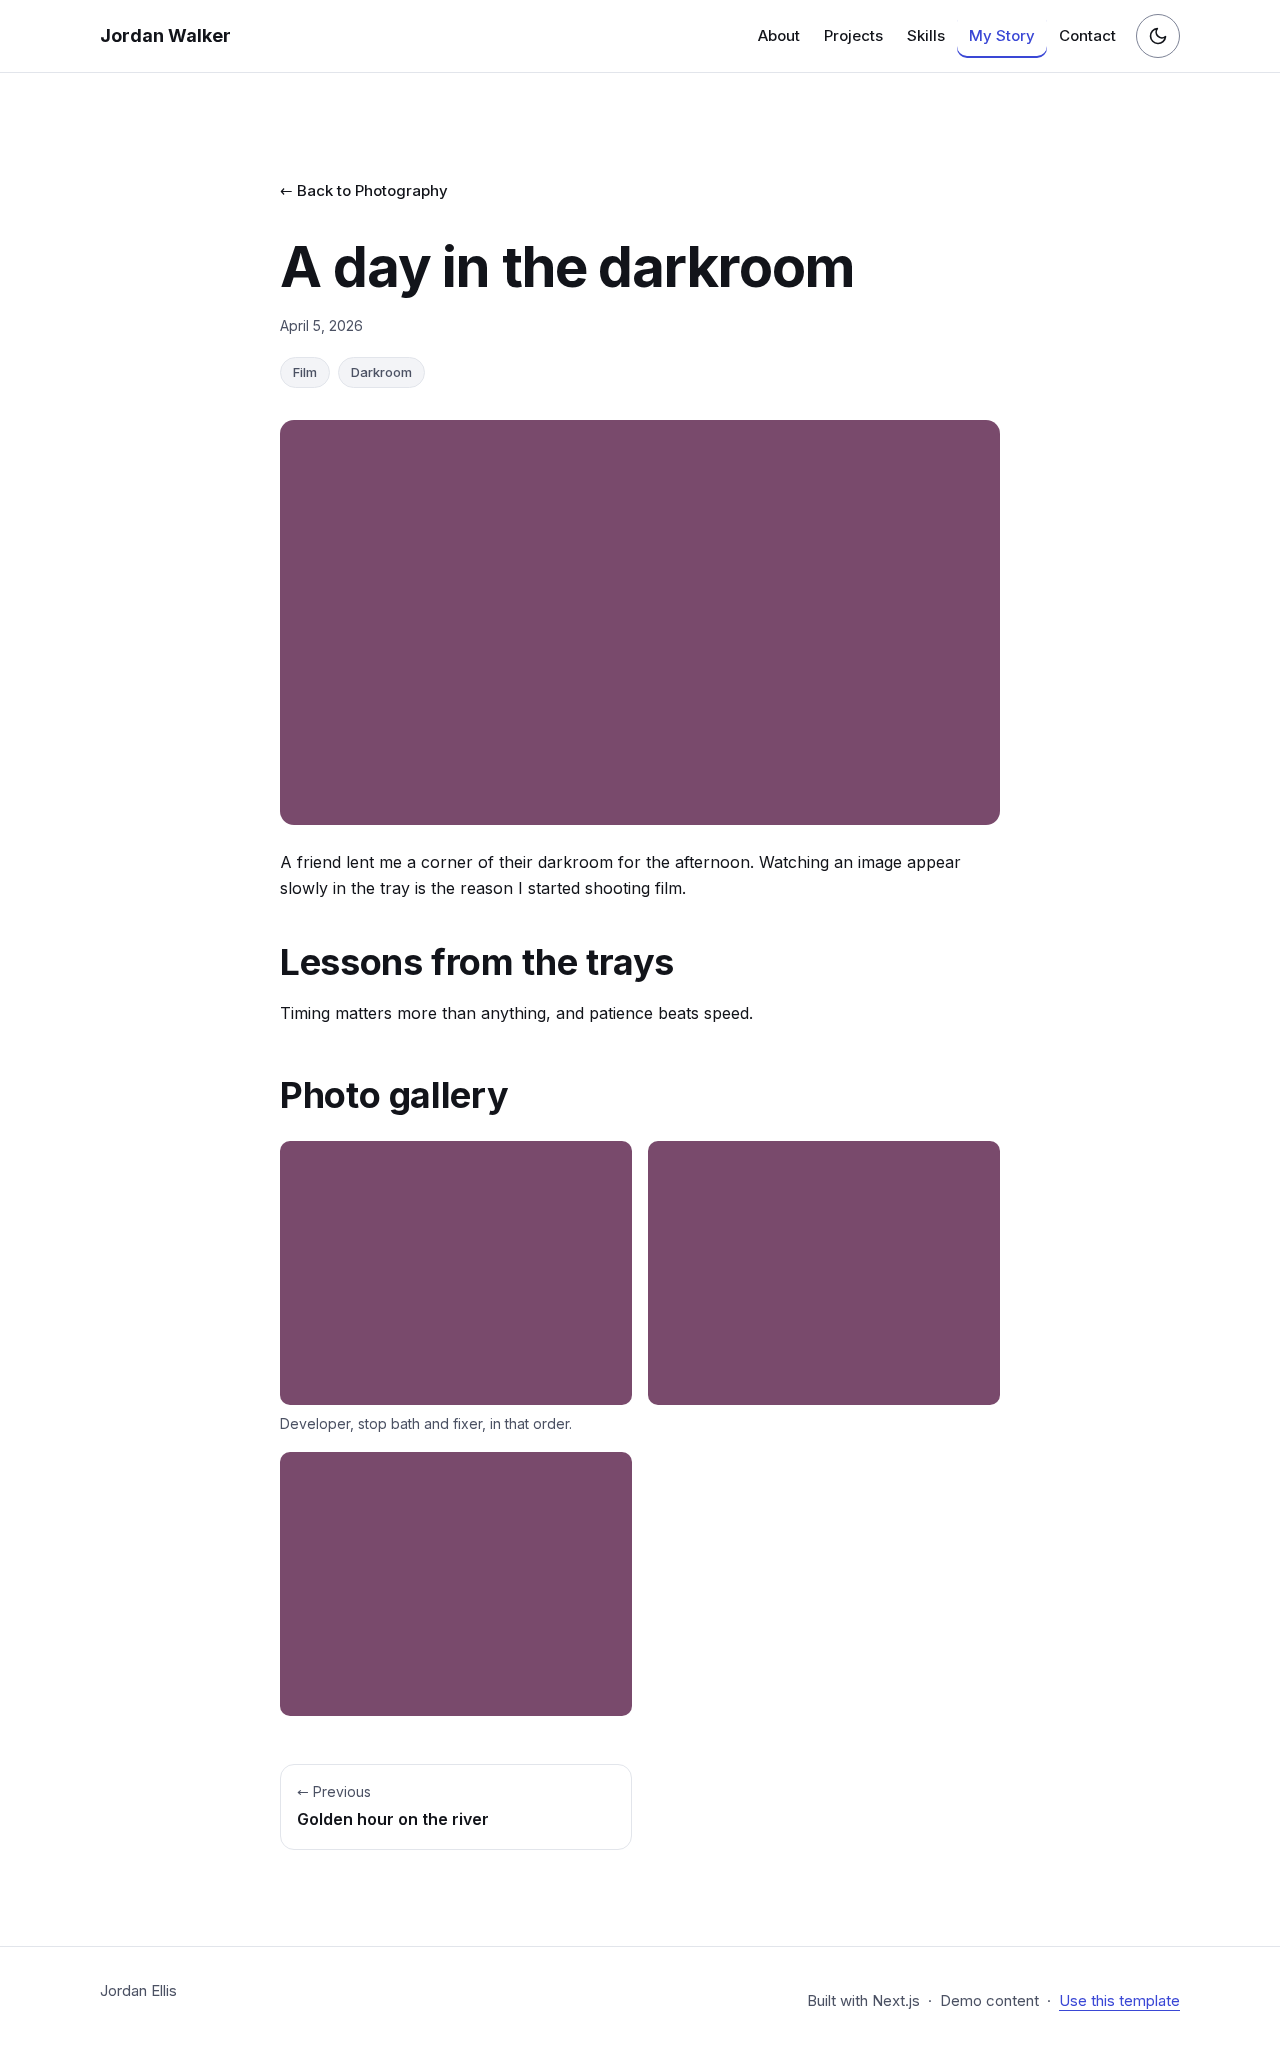 Jordan Walker
About Projects Skills My Story Contact
← Back to Photography
A day in the darkroom
April 5, 2026
Film Darkroom
A friend lent me a corner of their darkroom for the afternoon. Watching an image appear
slowly in the tray is the reason I started shooting film.
Lessons from the trays
Timing matters more than anything, and patience beats speed.
Photo gallery
Developer, stop bath and fixer, in that order.
← Previous
Golden hour on the river
Jordan Ellis
Built with Next.js · Demo content · Use this template